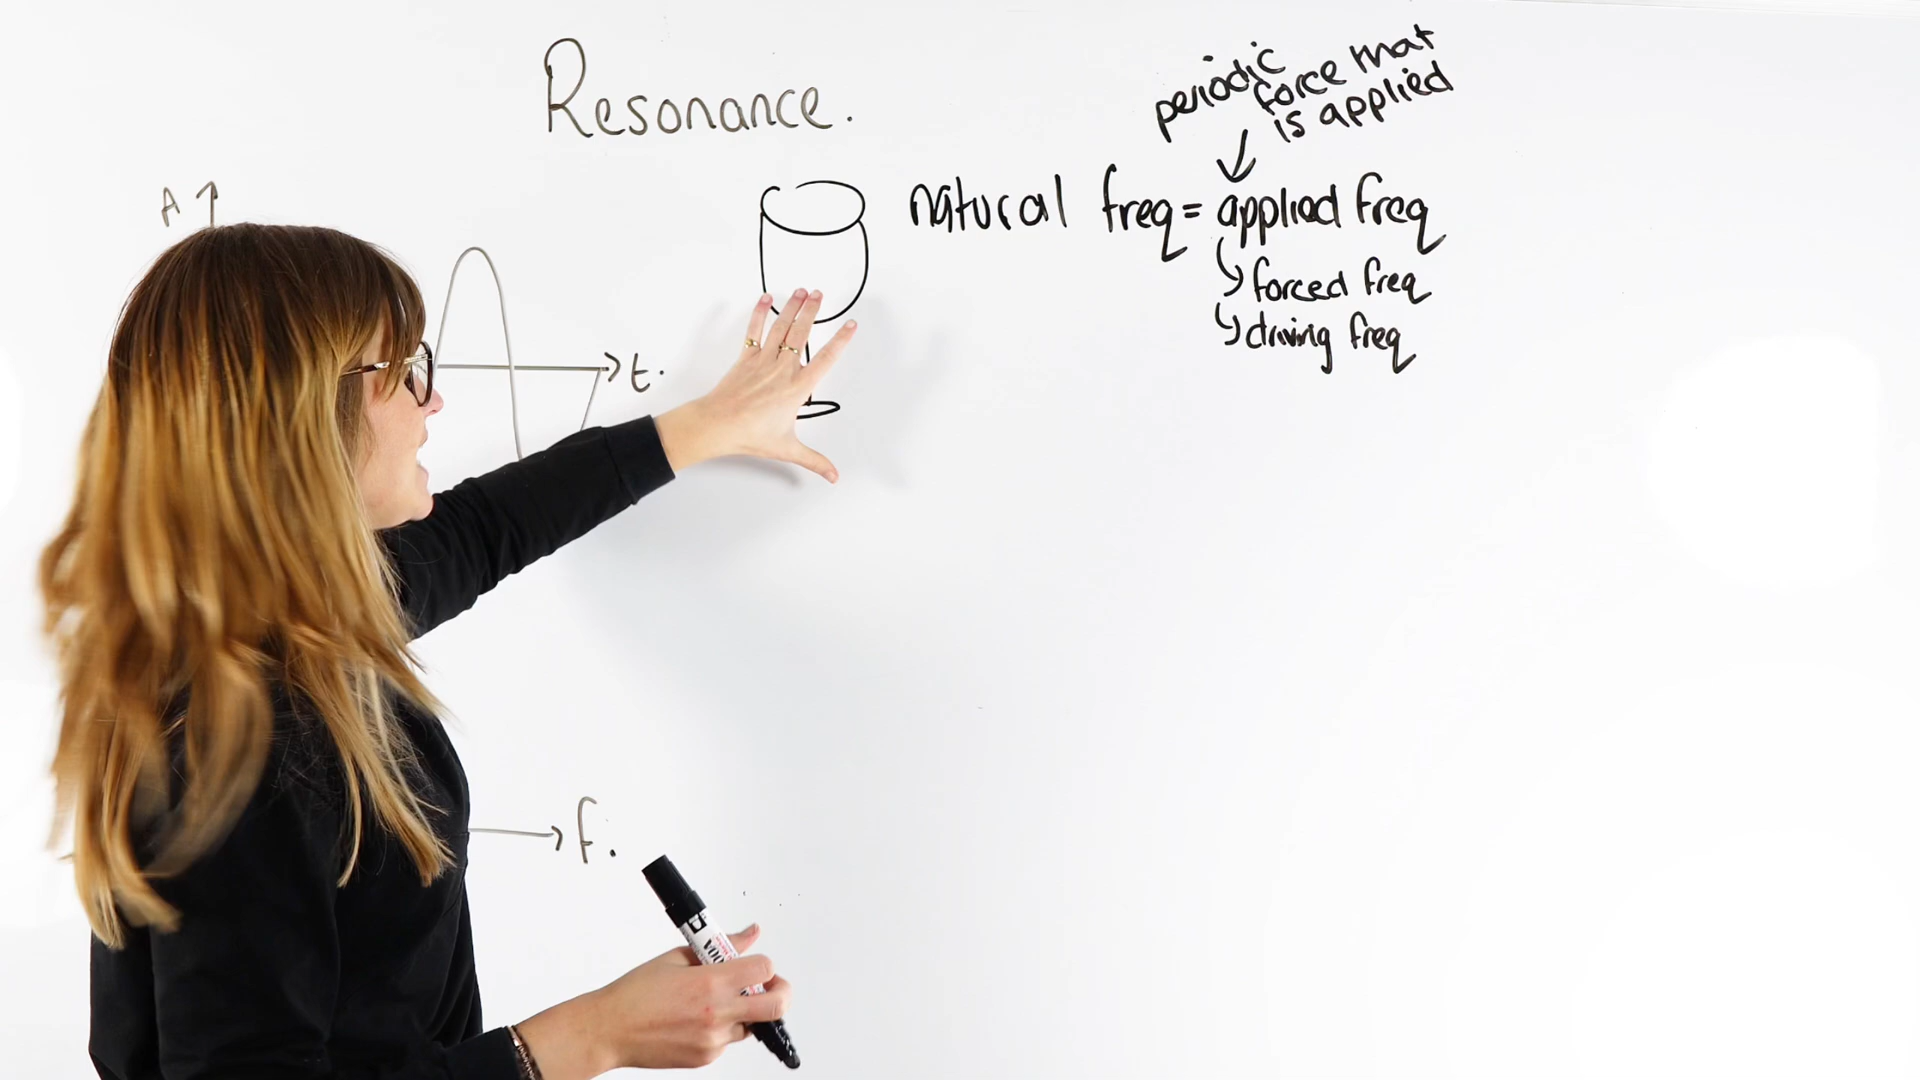 Resonance.
periodic
force that
is applied
A
natural freq = applied freq
forced freq
driving freq
t.
f.